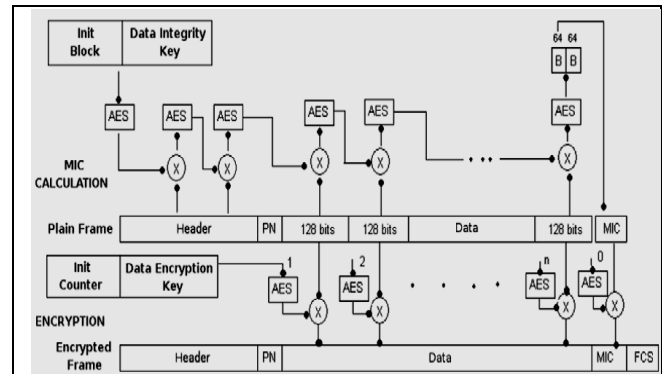 64 64
Init Block
Data Integrity Key
B B
AES AES AES AES AES AES
X X X X X
MIC CALCULATION
Plain Frame
Header PN 128 bits 128 bits Data 128 bits MIC
Init Counter
Data Encryption Key
1 2 n 0
AES AES AES AES
X X X X
ENCRYPTION
Encrypted Frame
Header PN Data MIC FCS